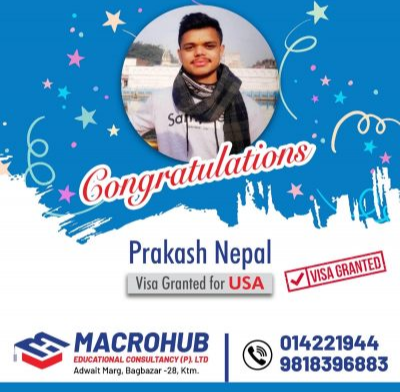 Congratulations
Prakash Nepal
Visa Granted for USA
VISA GRANTED
MACROHUB
EDUCATIONAL CONSULTANCY (P). LTD
Adwait Marg, Bagbazar -28, Ktm.
014221944
9818396883